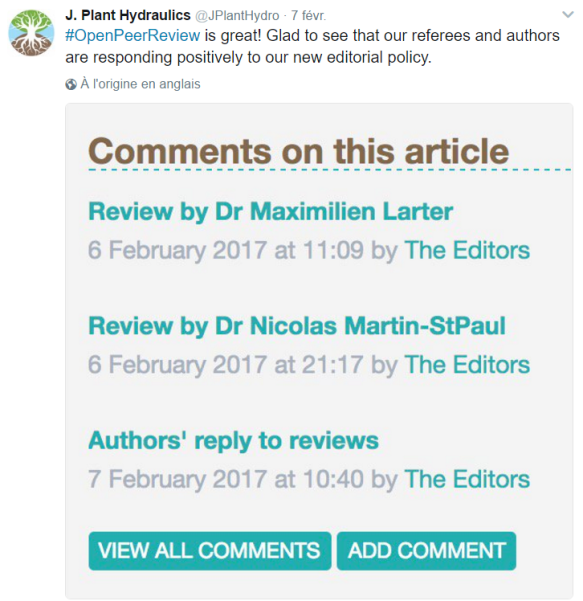 J. Plant Hydraulics @JPlantHydro · 7 févr.
#OpenPeerReview is great! Glad to see that our referees and authors
are responding positively to our new editorial policy.
À l'origine en anglais
Comments on this article
Review by Dr Maximilien Larter
6 February 2017 at 11:09 by The Editors
Review by Dr Nicolas Martin-StPaul
6 February 2017 at 21:17 by The Editors
Authors' reply to reviews
7 February 2017 at 10:40 by The Editors
VIEW ALL COMMENTS ADD COMMENT